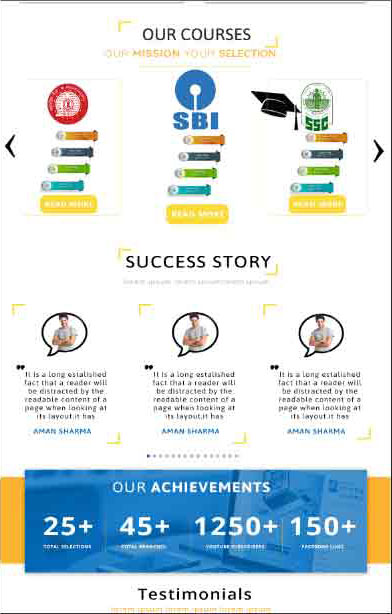 OUR COURSES
OUR MISSION YOUR SELECTION
SBI
SSC
READ MORE
READ MORE
READ MORE
SUCCESS STORY
It is a long estalished
fact that a reader will
be distracted by the
readable content of a
page when looking at
its layout,it has
AMAN SHARMA
It is a long estalished
fact that a reader will
be distracted by the
readable content of a
page when looking at
its layout,it has
AMAN SHARMA
It is a long estalished
fact that a reader will
be distracted by the
readable content of a
page when looking at
its layout,it has
AMAN SHARMA
OUR ACHIEVEMENTS
25+
45+
1250+
150+
TOTAL SELECTIONS
TOTAL BRANCHES
YOUTUBE SUBSCRIBERS
FACEBOOK LIKE
Testimonials